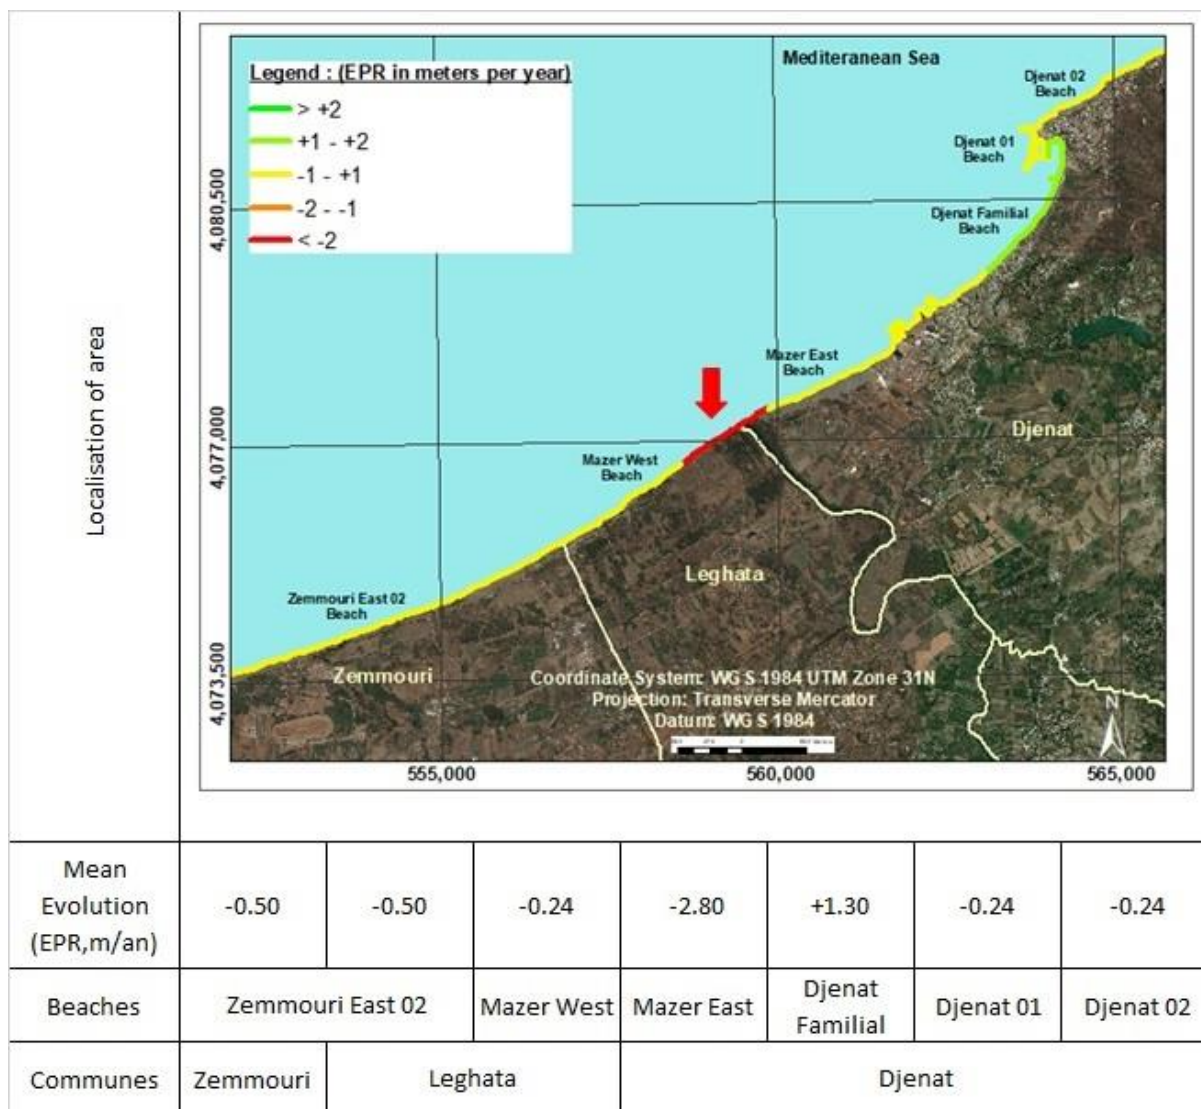 Localisation of area
Mediteranean Sea
Legend : (EPR in meters per year)
> +2
+1 - +2
-1 - +1
-2 - -1
< -2
Djenat 02
Beach
Djenat 01
Beach
Djenat Familial
Beach
Mazer East
Beach
Mazer West
Beach
Zemmouri East 02
Beach
Djenat
Leghata
Zemmouri
Coordinate System: WGS 1984 UTM Zone 31N
Projection: Transverse Mercator
Datum: WGS 1984
N
4,080,500
4,077,000
4,073,500
555,000
560,000
565,000
Mean
Evolution
(EPR,m/an)
-0.50
-0.50
-0.24
-2.80
+1.30
-0.24
-0.24
Beaches
Zemmouri East 02
Mazer West
Mazer East
Djenat
Familial
Djenat 01
Djenat 02
Communes
Zemmouri
Leghata
Djenat